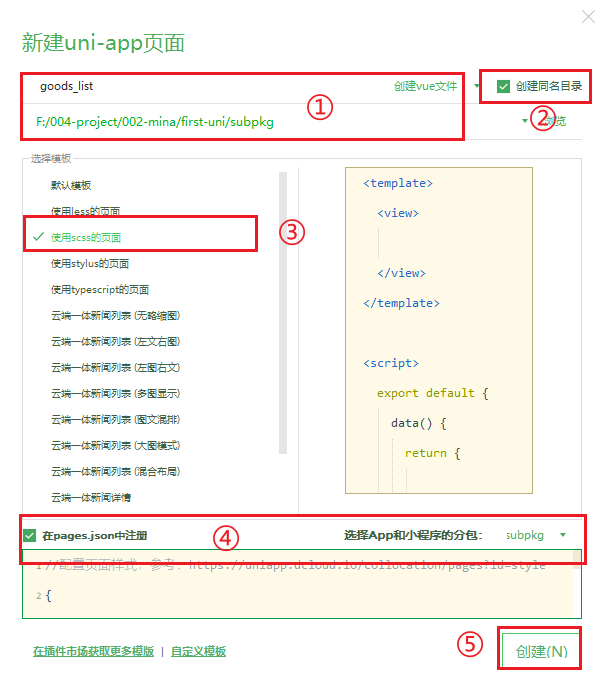 新建uni-app页面
goods_list 创建vue文件 创建同名目录
①
F:/004-project/002-mina/first-uni/subpkg ② 浏览
选择模板
默认模板
使用less的页面
使用scss的页面 ③
使用stylus的页面
使用typescript的页面
云端一体新闻列表 (无略缩图)
云端一体新闻列表 (左文右图)
云端一体新闻列表 (左图右文)
云端一体新闻列表 (多图显示)
云端一体新闻列表 (图文混排)
云端一体新闻列表 (大图模式)
云端一体新闻列表 (混合布局)
云端一体新闻详情
<template>
<view>
</view>
</template>
<script>
export default {
data() {
return {
在pages.json中注册 ④ 选择App和小程序的分包: subpkg
1 //配置页面样式，参考：https://uniapp.dcloud.io/collocation/pages?id=style
2 {
在插件市场获取更多模版 | 自定义模板 ⑤ 创建(N)